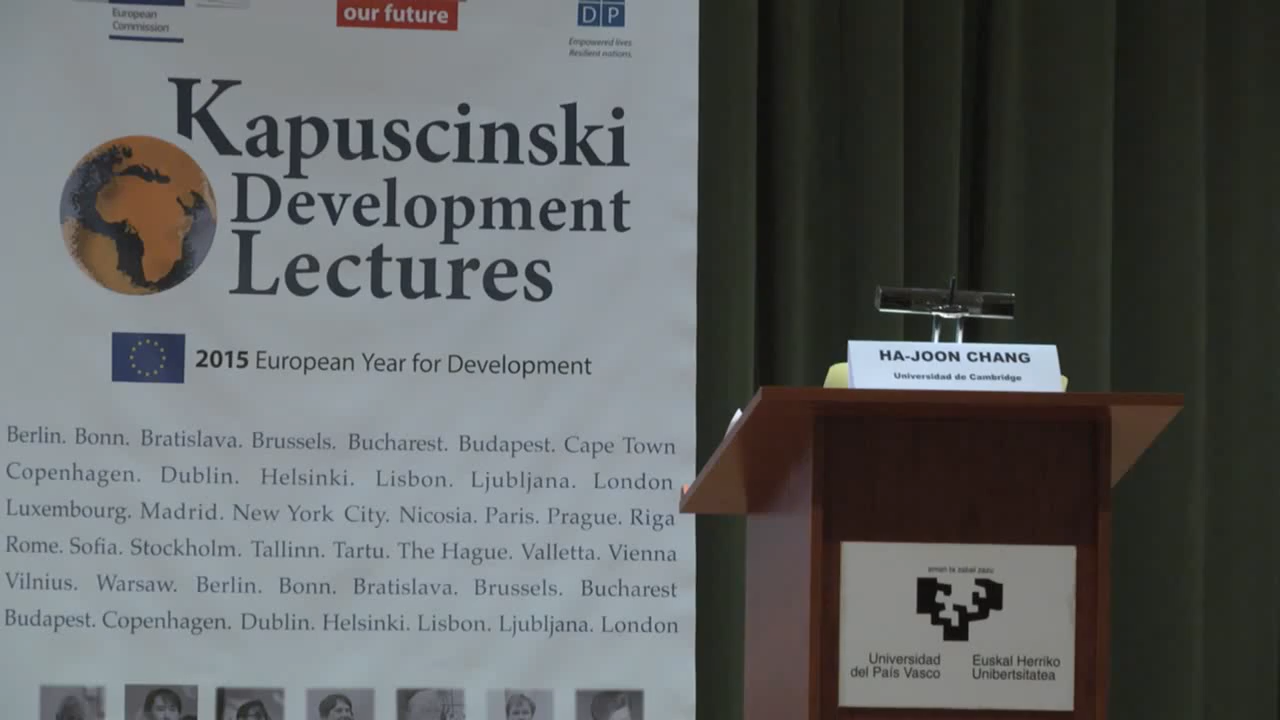 European
Commission
our future
DP
Empowered lives.
Resilient nations.
Kapuscinski
Development
Lectures
2015 European Year for Development
Berlin. Bonn. Bratislava. Brussels. Bucharest. Budapest. Cape Town
Copenhagen. Dublin. Helsinki. Lisbon. Ljubljana. London
Luxembourg. Madrid. New York City. Nicosia. Paris. Prague. Riga
Rome. Sofia. Stockholm. Tallinn. Tartu. The Hague. Valletta. Vienna
Vilnius. Warsaw. Berlin. Bonn. Bratislava. Brussels. Bucharest
Budapest. Copenhagen. Dublin. Helsinki. Lisbon. Ljubljana. London
HA-JOON CHANG
Universidad de Cambridge
eman ta zabal zazu
Universidad
del País Vasco
Euskal Herriko
Unibertsitatea